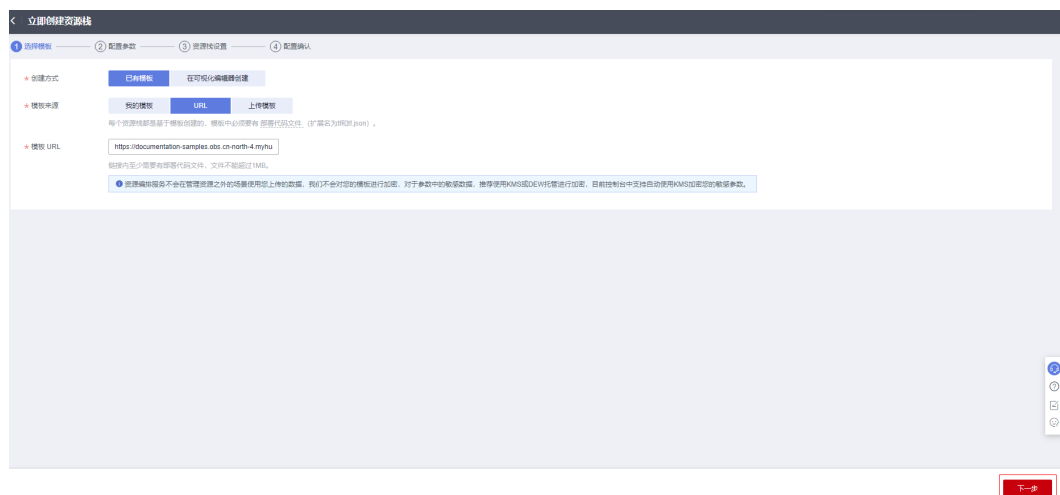 立即创建资源栈
1 选择模板 2 配置参数 3 资源栈设置 4 配置确认
* 创建方式 已有模板 在可视化编辑器创建
* 模板来源 我的模板 URL 上传模板
每个资源栈都是基于模板创建的，模板中必须要有 部署代码文件 （扩展名为tf和tf.json）。
* 模板 URL https://documentation-samples.obs.cn-north-4.myhu
链接内至少需要有部署代码文件，文件不能超过1MB。
资源编排服务不会在管理资源之外的场景使用您上传的数据，我们不会对您的模板进行加密，对于参数中的敏感数据，推荐使用KMS或DEW托管进行加密，目前控制台中支持自动使用KMS加密您的敏感参数。
下一步